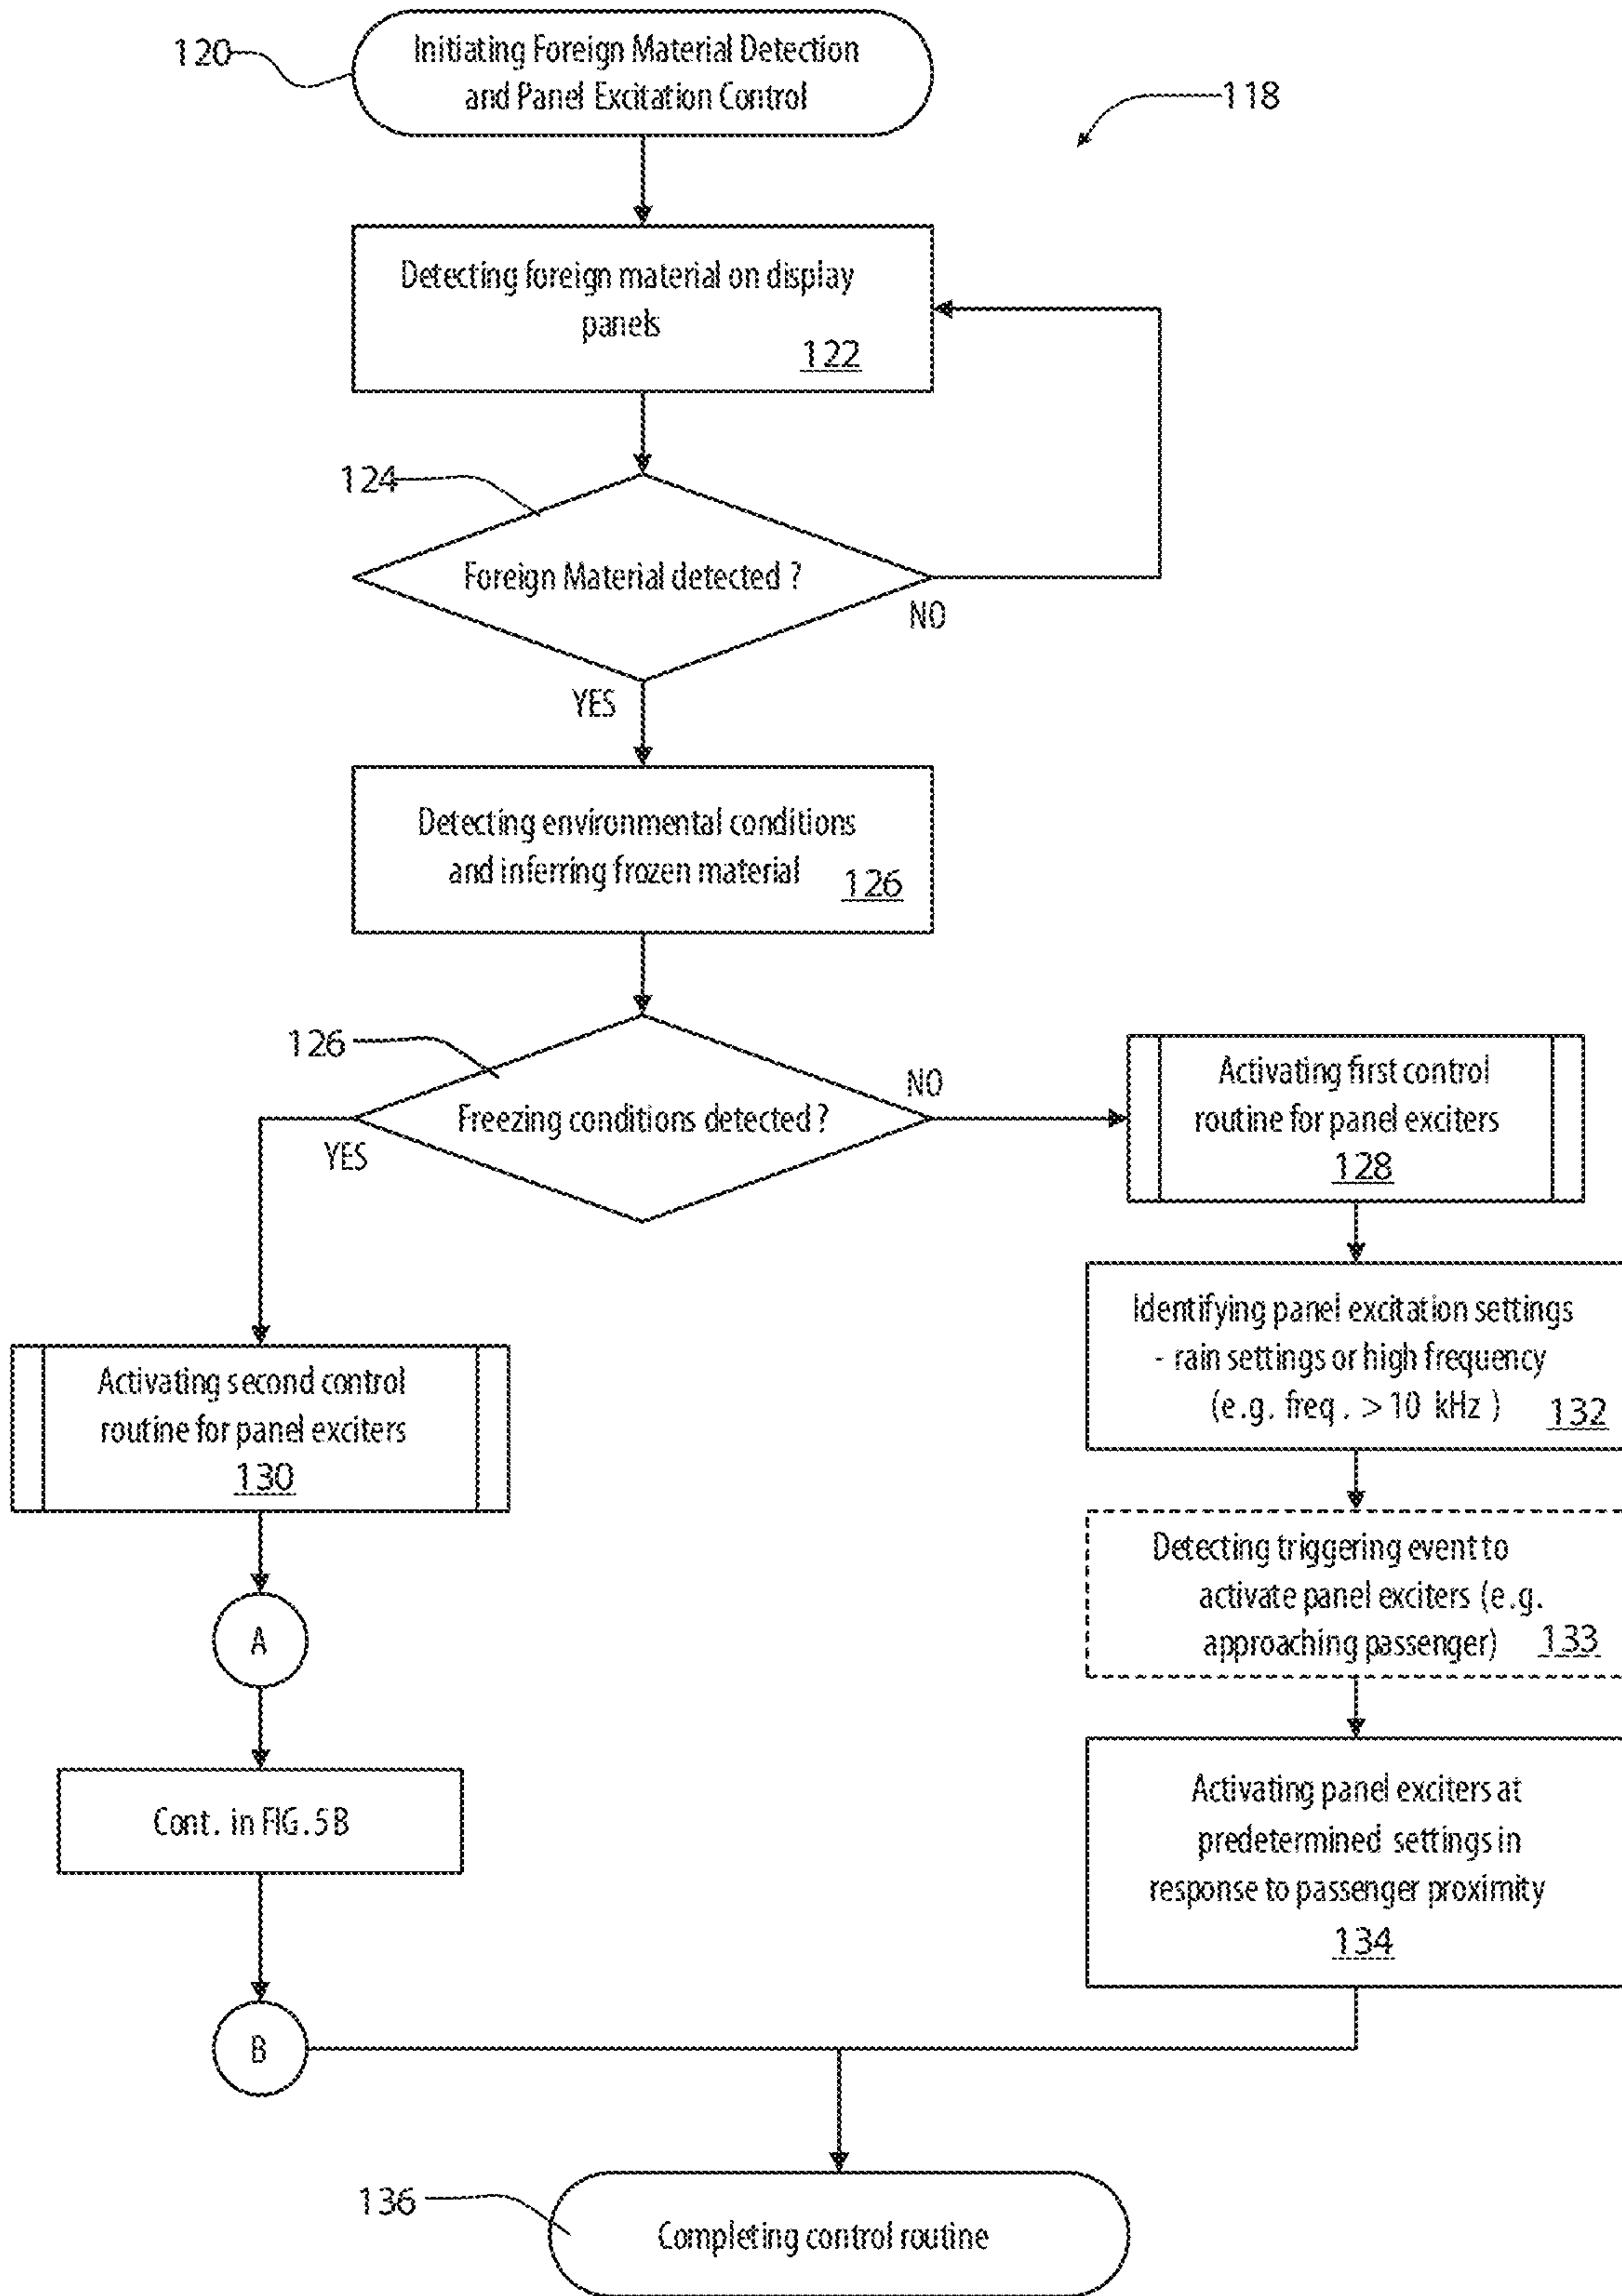 120
Initiating Foreign Material Detection
and Panel Excitation Control
118
Detecting foreign material on display
panels
122
124
Foreign Material detected ?
NO
YES
Detecting environmental conditions
and inferring frozen material
126
126
Freezing conditions detected ?
NO
YES
Activating first control
routine for panel exciters
128
Identifying panel excitation settings
- rain settings or high frequency
(e.g. freq . > 10 kHz )
132
Activating second control
routine for panel exciters
130
Detecting triggering event to
activate panel exciters (e.g.
approaching passenger)
133
A
Activating panel exciters at
predetermined settings in
response to passenger proximity
134
Cont. in FIG. 5B
B
136
Completing control routine